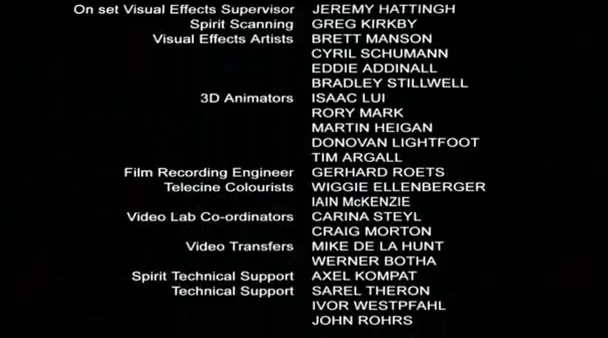 On set Visual Effects Supervisor JEREMY HATTINGH
Spirit Scanning GREG KIRKBY
Visual Effects Artists BRETT MANSON
CYRIL SCHUMANN
EDDIE ADDINALL
BRADLEY STILLWELL
3D Animators ISAAC LUI
RORY MARK
MARTIN HEIGAN
DONOVAN LIGHTFOOT
TIM ARGALL
Film Recording Engineer GERHARD ROETS
Telecine Colourists WIGGIE ELLENBERGER
IAIN McKENZIE
Video Lab Co-ordinators CARINA STEYL
CRAIG MORTON
Video Transfers MIKE DE LA HUNT
WERNER BOTHA
Spirit Technical Support AXEL KOMPAT
Technical Support SAREL THERON
IVOR WESTPFAHL
JOHN ROHRS